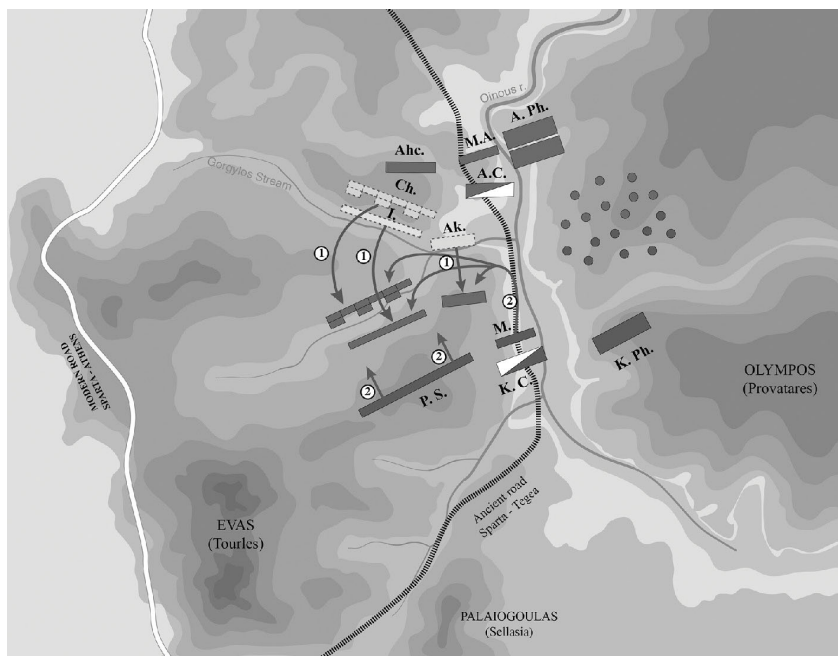 Oinous r.
A. Ph.
M.A.
Ahc.
A.C.
Ch.
Gorgylos Stream
I.
Ak.
1
1
1
2
M.
2
K. Ph.
K. C.
2
P. S.
OLYMPOS
(Provatares)
MODERN ROAD
SPARTA - ATHENS
Ancient road
Sparta - Tegea
EVAS
(Tourles)
PALAIOGOULAS
(Sellasia)